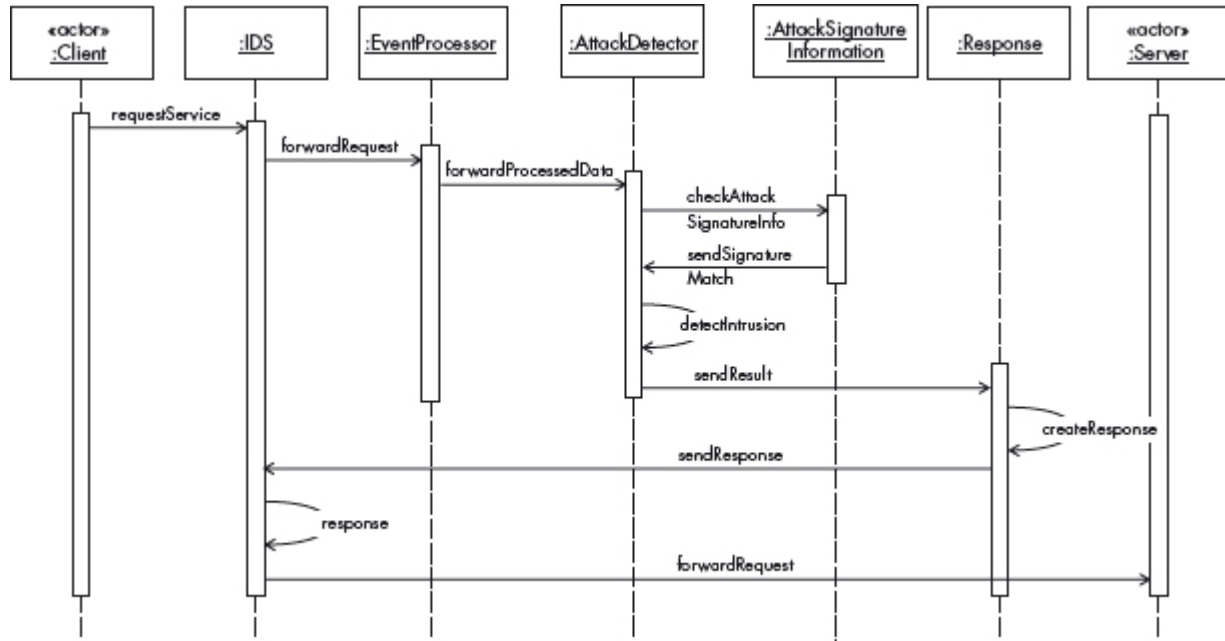 «actor»
:Client
:IDS
:EventProcessor
:AttackDetector
:AttackSignature
Information
:Response
«actor»
:Server
requestService
forwardRequest
forwardProcessedData
checkAttack
SignatureInfo
sendSignature
Match
detectIntrusion
sendResult
createResponse
sendResponse
response
forwardRequest